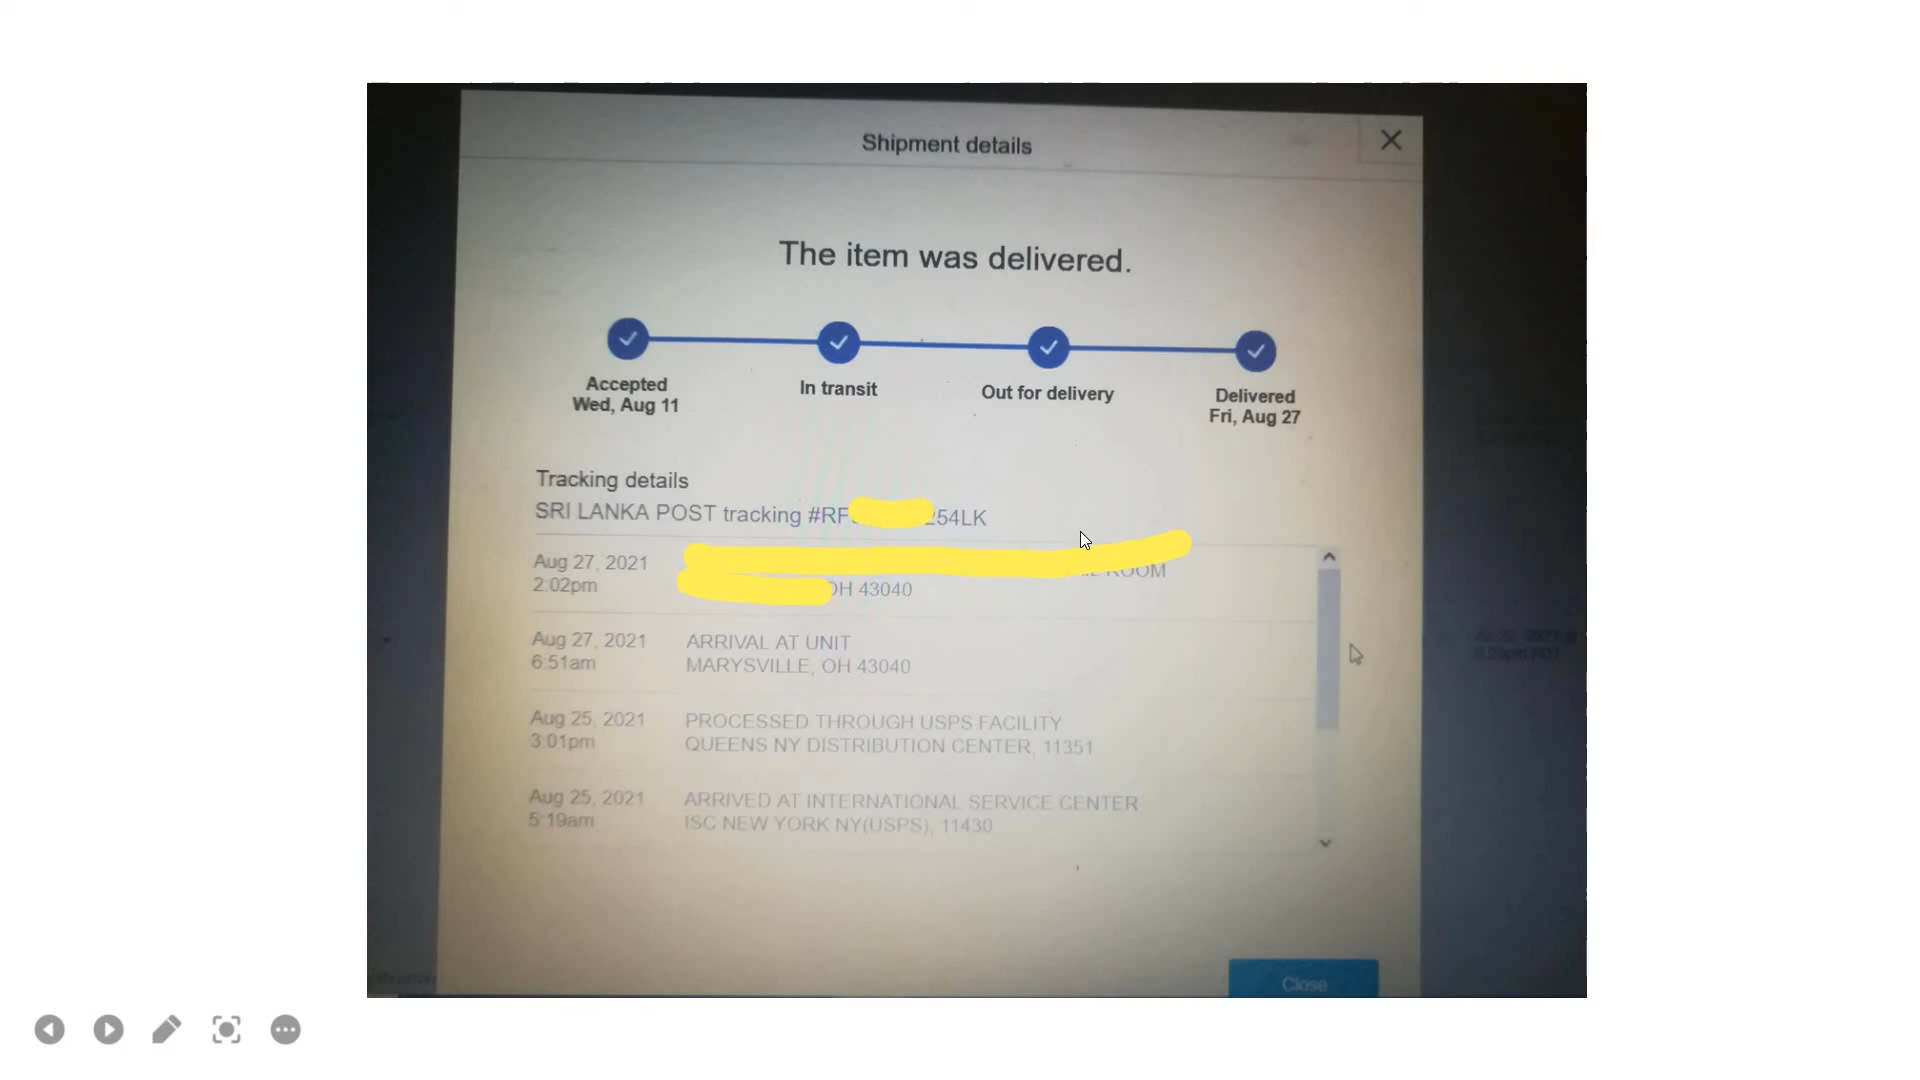 Shipment details
The item was delivered.
Accepted
Wed, Aug 11
In transit
Out for delivery
Delivered
Fri, Aug 27
Tracking details
SRI LANKA POST tracking #RF 254LK
Aug 27, 2021
2:02pm
ROOM
OH 43040
Aug 27, 2021
6:51am
ARRIVAL AT UNIT
MARYSVILLE, OH 43040
Aug 25, 2021
3:01pm
PROCESSED THROUGH USPS FACILITY
QUEENS NY DISTRIBUTION CENTER, 11351
Aug 25, 2021
5:19am
ARRIVED AT INTERNATIONAL SERVICE CENTER
ISC NEW YORK NY(USPS), 11430
Close